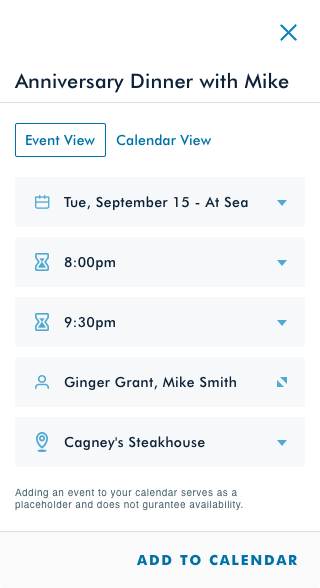 Anniversary Dinner with Mike
Event View
Calendar View
Tue, September 15 - At Sea
8:00pm
9:30pm
Ginger Grant, Mike Smith
Cagney's Steakhouse
Adding an event to your calendar serves as a
placeholder and does not gurantee availability.
ADD TO CALENDAR